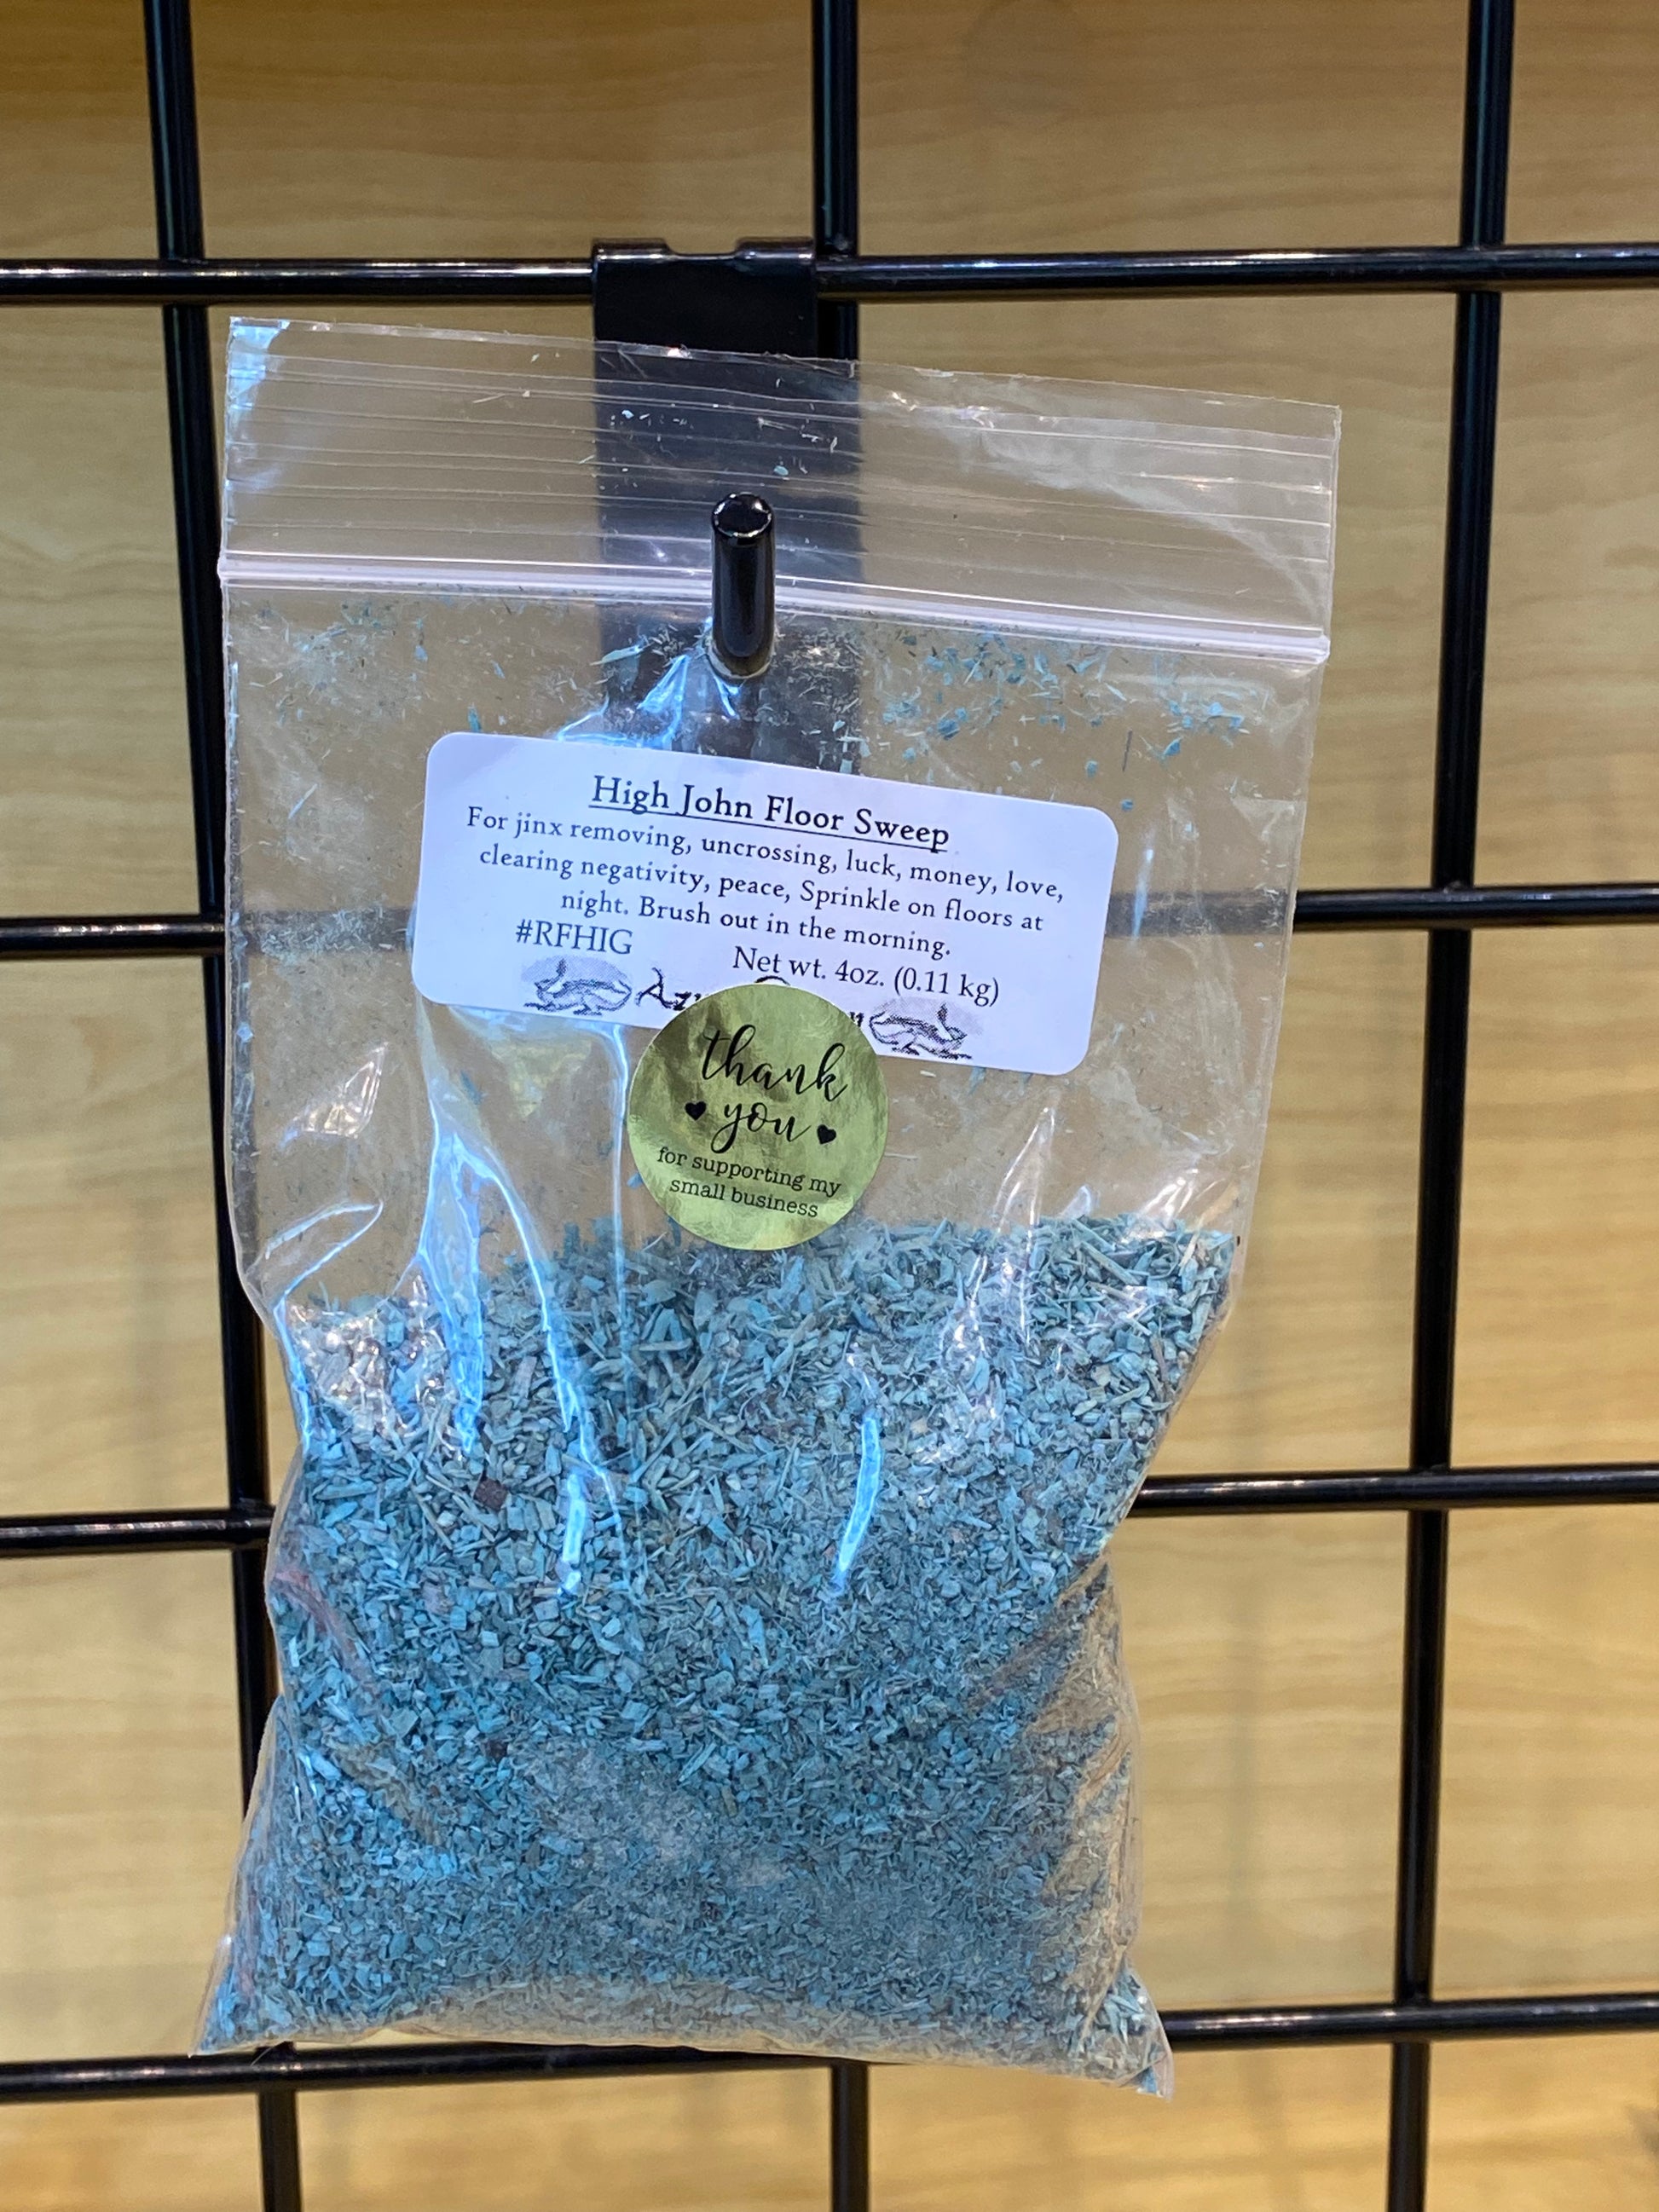 High John Floor Sweep
For jinx removing, uncrossing, luck, money, love,
clearing negativity, peace, Sprinkle on floors at
night. Brush out in the morning.
#RFHIG
Net wt. 4oz. (0.11 kg)
thank
you
for supporting my
small business